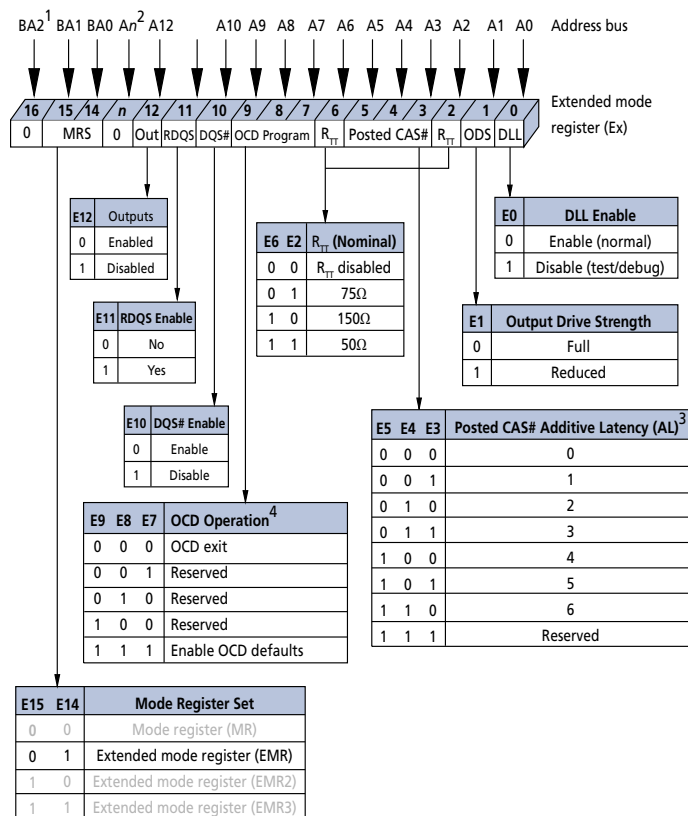 BA2¹ BA1 BA0 An² A12 A10 A9 A8 A7 A6 A5 A4 A3 A2 A1 A0 Address bus
16 15 14 n 12 11 10 9 8 7 6 5 4 3 2 1 0 Extended mode
0 MRS 0 Out RDQS DQS# OCD Program RTT Posted CAS# RTT ODS DLL register (Ex)
E12 Outputs
0 Enabled
1 Disabled
E6 E2 RTT (Nominal)
0 0 RTT disabled
0 1 75Ω
1 0 150Ω
1 1 50Ω
E0 DLL Enable
0 Enable (normal)
1 Disable (test/debug)
E11 RDQS Enable
0 No
1 Yes
E1 Output Drive Strength
0 Full
1 Reduced
E10 DQS# Enable
0 Enable
1 Disable
E5 E4 E3 Posted CAS# Additive Latency (AL)³
0 0 0 0
0 0 1 1
0 1 0 2
0 1 1 3
1 0 0 4
1 0 1 5
1 1 0 6
1 1 1 Reserved
E9 E8 E7 OCD Operation⁴
0 0 0 OCD exit
0 0 1 Reserved
0 1 0 Reserved
1 0 0 Reserved
1 1 1 Enable OCD defaults
E15 E14 Mode Register Set
0 0 Mode register (MR)
0 1 Extended mode register (EMR)
1 0 Extended mode register (EMR2)
1 1 Extended mode register (EMR3)